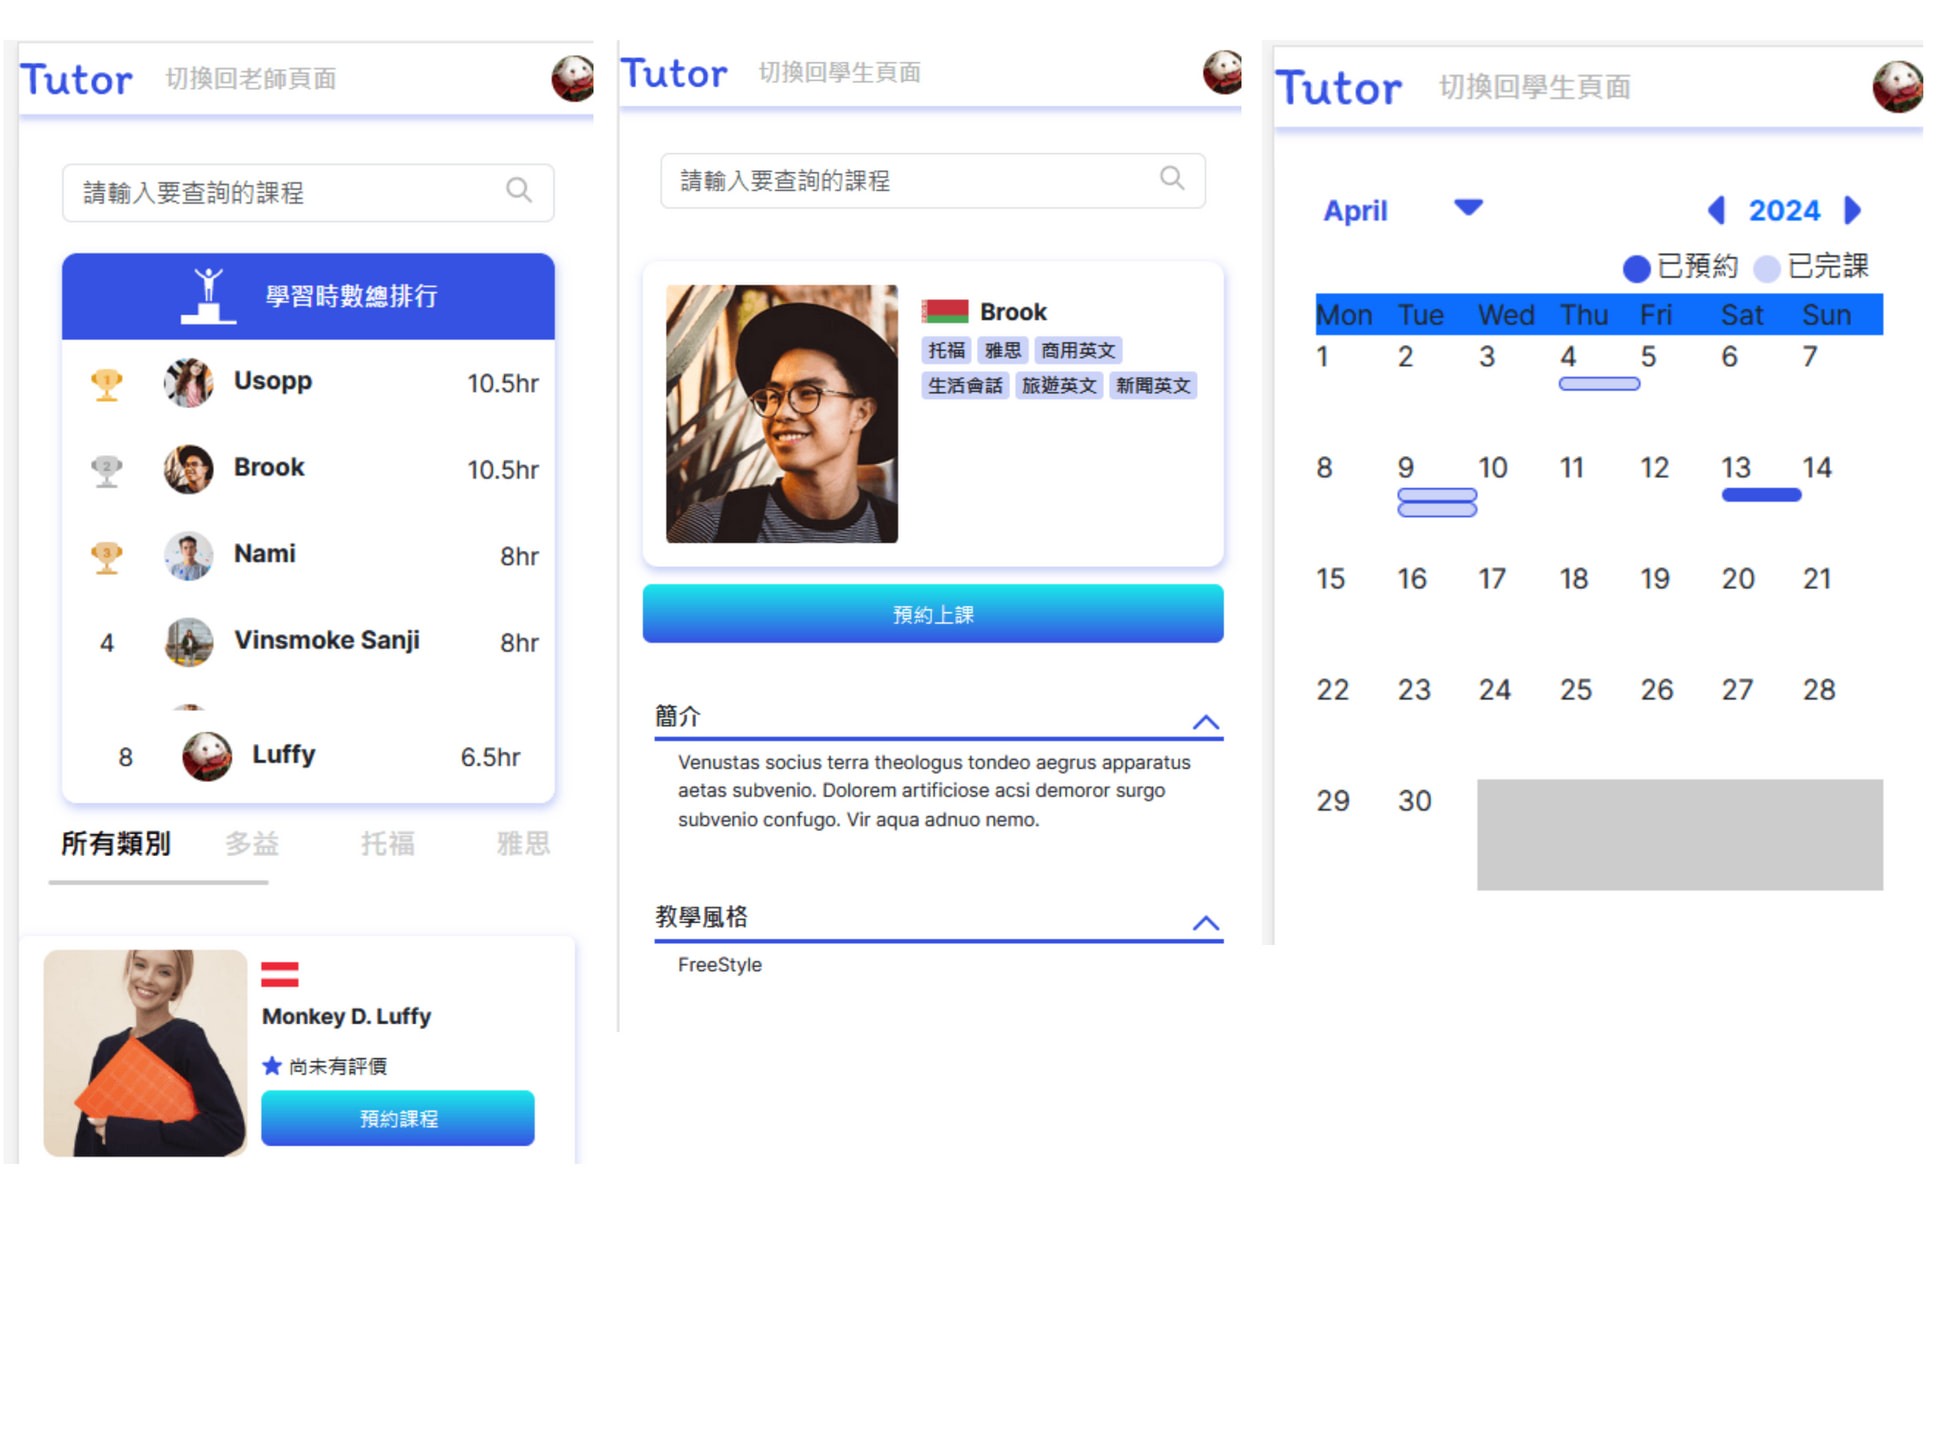 Tutor 切換回老師頁面
請輸入要查詢的課程
學習時數總排行
1 Usopp 10.5hr
2 Brook 10.5hr
3 Nami 8hr
4 Vinsmoke Sanji 8hr
8 Luffy 6.5hr
所有類別 多益 托福 雅思
Monkey D. Luffy
尚未有評價
預約課程
Tutor 切換回學生頁面
請輸入要查詢的課程
Brook
托福 雅思 商用英文
生活會話 旅遊英文 新聞英文
預約上課
簡介
Venustas socius terra theologus tondeo aegrus apparatus
aetas subvenio. Dolorem artificiose acsi demoror surgo
subvenio confugo. Vir aqua adnuo nemo.
教學風格
FreeStyle
Tutor 切換回學生頁面
April 2024
已預約 已完課
Mon Tue Wed Thu Fri Sat Sun
1 2 3 4 5 6 7
8 9 10 11 12 13 14
15 16 17 18 19 20 21
22 23 24 25 26 27 28
29 30